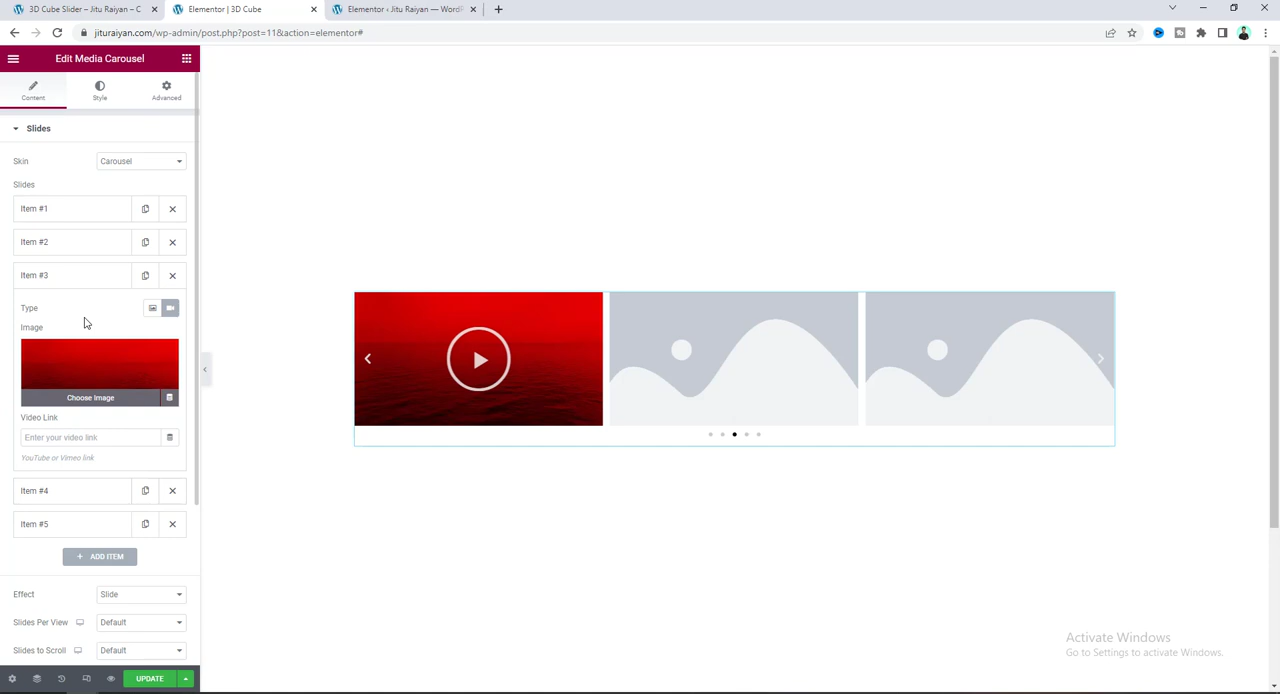 3D Cube Slider – Jitu Raiyan – C
Elementor | 3D Cube
Elementor ‹ Jitu Raiyan — WordP
jituraiyan.com/wp-admin/post.php?post=11&action=elementor#
Edit Media Carousel
Content
Style
Advanced
Slides
Skin
Carousel
Slides
Item #1
Item #2
Item #3
Type
Image
Choose Image
Video Link
Enter your video link
YouTube or Vimeo link
Item #4
Item #5
+ ADD ITEM
Effect
Slide
Slides Per View
Default
Slides to Scroll
Default
UPDATE
Activate Windows
Go to Settings to activate Windows.